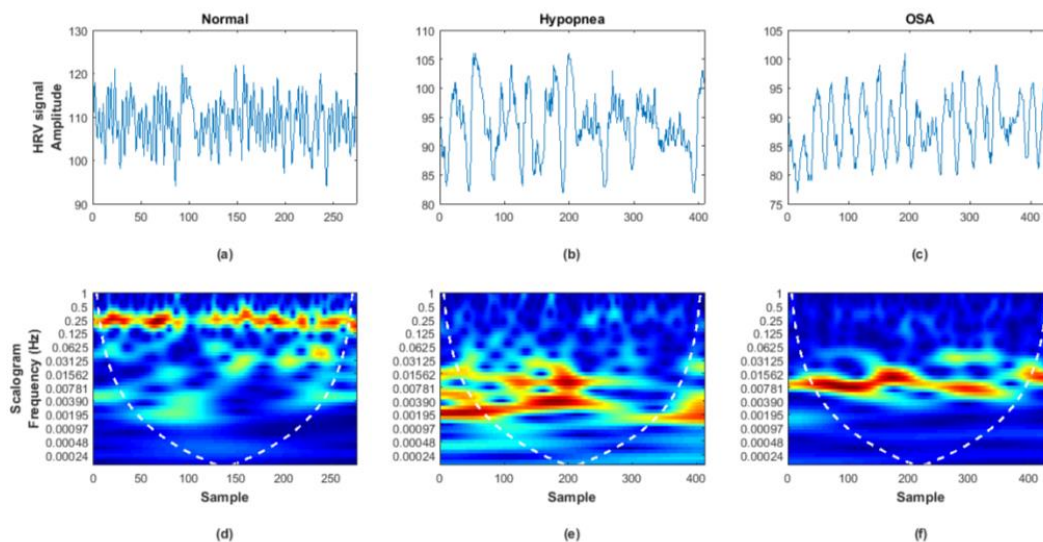 Normal
Hypopnea
OSA
HRV signal
Amplitude
130
120
110
100
90
0 50 100 150 200 250
110
105
100
95
90
85
80
0 100 200 300 400
105
100
95
90
85
80
75
0 100 200 300 400
(a)
(b)
(c)
Scalogram
Frequency (Hz)
1
0.5
0.25
0.125
0.0625
0.03125
0.01562
0.00781
0.00390
0.00195
0.00097
0.00048
0.00024
0 50 100 150 200 250
Sample
1
0.5
0.25
0.125
0.0625
0.03125
0.01562
0.00781
0.00390
0.00195
0.00097
0.00048
0.00024
0 100 200 300 400
Sample
1
0.5
0.25
0.125
0.0625
0.03125
0.01562
0.00781
0.00390
0.00195
0.00097
0.00048
0.00024
0 100 200 300 400
Sample
(d)
(e)
(f)